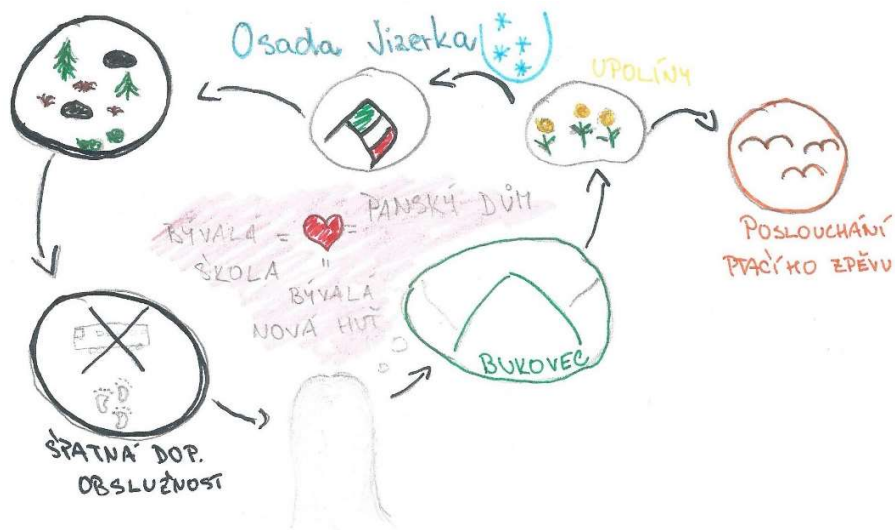 Osada Jizerka
UPOLÍNY
PANSKÝ DŮM
BÝVALÁ =
=
ŠKOLA
"
BÝVALÁ
NOVÁ HUŤ
POSLOUCHÁNÍ
PTAČÍHO ZPĚVU
BUKOVEC
ŠPATNÁ DOP.
OBSLUŽNOST